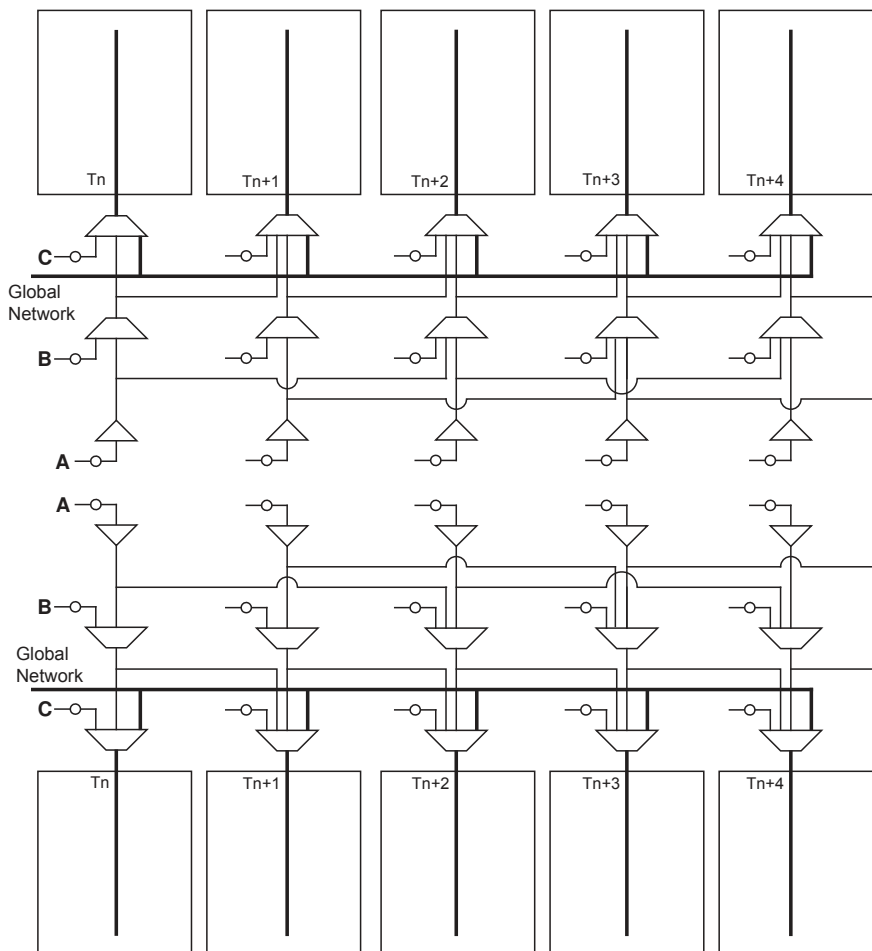 Tn Tn+1 Tn+2 Tn+3 Tn+4
C
Global
Network
B
A
A
B
Global
Network
C
Tn Tn+1 Tn+2 Tn+3 Tn+4